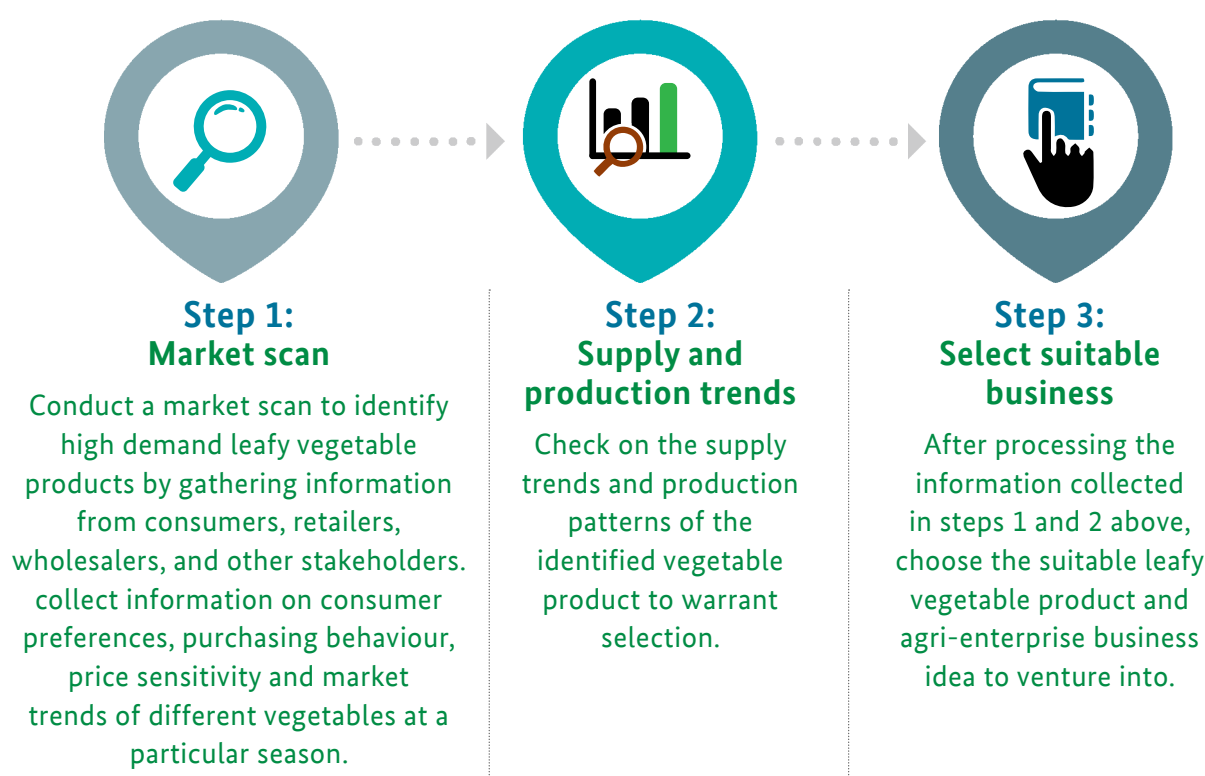 Step 1:
Market scan
Conduct a market scan to identify
high demand leafy vegetable
products by gathering information
from consumers, retailers,
wholesalers, and other stakeholders.
collect information on consumer
preferences, purchasing behaviour,
price sensitivity and market
trends of different vegetables at a
particular season.
Step 2:
Supply and
production trends
Check on the supply
trends and production
patterns of the
identified vegetable
product to warrant
selection.
Step 3:
Select suitable
business
After processing the
information collected
in steps 1 and 2 above,
choose the suitable leafy
vegetable product and
agri-enterprise business
idea to venture into.